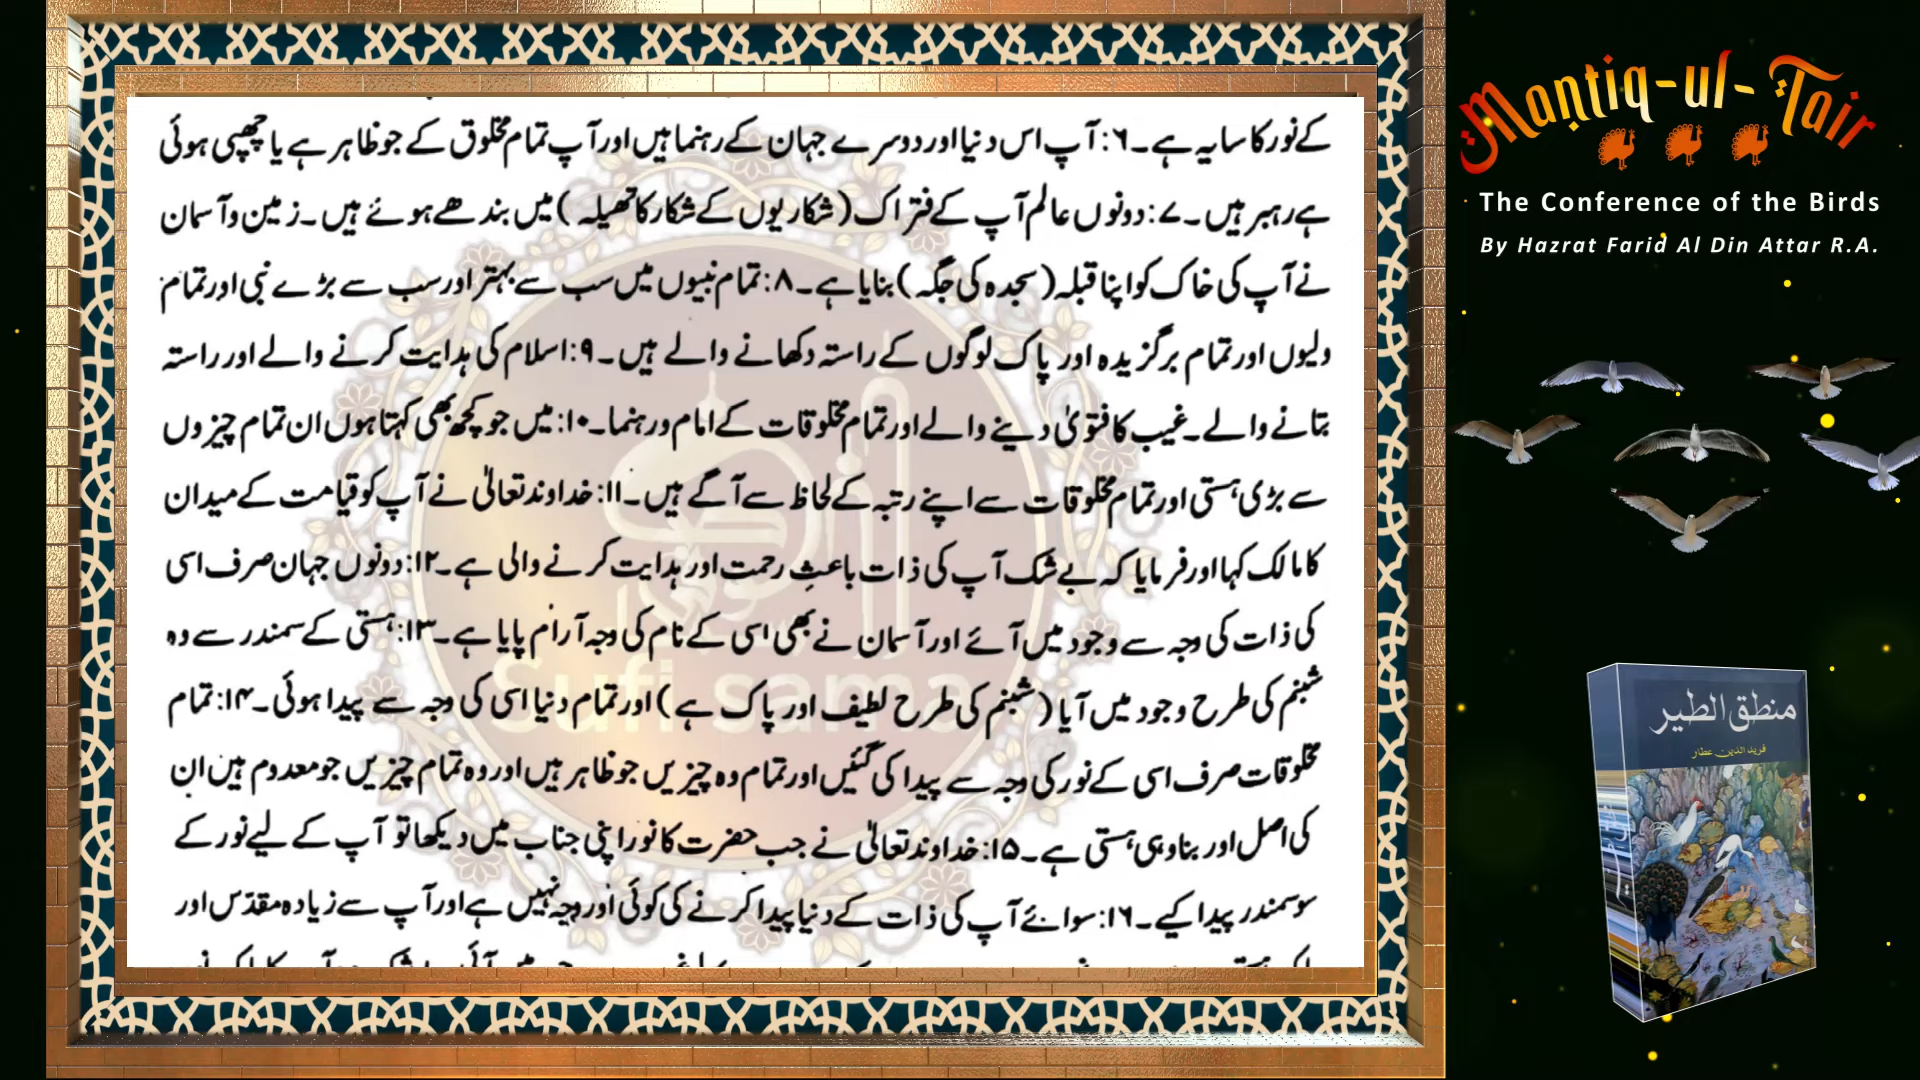 کے نور کا سایہ ہے۔۶: آپ اس دنیا اور دوسرے جہان کے رہنما ہیں اور آپ تمام مخلوق کے جو ظاہر ہے یا چھپی ہوئی
ہے رہبر ہیں۔۷: دونوں عالم آپ کے فتراک (شکاریوں کے شکار کا تھیلہ) میں بندھے ہوئے ہیں۔ زمین و آسمان
نے آپ کی خاک کو اپنا قبلہ (سجدہ کی جگہ) بنایا ہے۔۸: تمام نبیوں میں سب سے بہتر اور سب سے بڑے نبی اور تمام
ولیوں اور تمام برگزیدہ اور پاک لوگوں کے راستہ دکھانے والے ہیں۔۹: اسلام کی ہدایت کرنے والے اور راستہ
بتانے والے۔ غیب کا فتویٰ دینے والے اور تمام مخلوقات کے امام و رہنما۔۱۰: میں جو کچھ بھی کہتا ہوں ان تمام چیزوں
سے بڑی ہستی اور تمام مخلوقات سے اپنے رتبہ کے لحاظ سے آگے ہیں۔۱۱: خداوند تعالیٰ نے آپ کو قیامت کے میدان
کا مالک کہا اور فرمایا کہ بے شک آپ کی ذات باعثِ رحمت اور ہدایت کرنے والی ہے۔۱۲: دونوں جہان صرف اسی
کی ذات کی وجہ سے وجود میں آئے اور آسمان نے بھی اسی کے نام کی وجہ آرام پایا ہے۔۱۳: ہستی کے سمندر سے وہ
شبنم کی طرح وجود میں آیا (شبنم کی طرح لطیف اور پاک ہے) اور تمام دنیا اسی کی وجہ سے پیدا ہوئی۔۱۴: تمام
مخلوقات صرف اسی کے نور کی وجہ سے پیدا کی گئیں اور تمام وہ چیزیں جو ظاہر ہیں اور وہ تمام چیزیں جو معدوم ہیں ان
کی اصل اور بنا وہی ہستی ہے۔۱۵: خداوند تعالیٰ نے جب حضرت کا نور اپنی جناب میں دیکھا تو آپ کے لیے نور کے
سو سمندر پیدا کیے۔۱۶: سوائے آپ کی ذات کے دنیا پیدا کرنے کی کوئی اور وجہ نہیں ہے اور آپ سے زیادہ مقدّس اور
Sufi sama
Mantiq-ul-Tair
The Conference of the Birds
By Hazrat Farid Al Din Attar R.A.
منطق الطیر
فرید الدین عطار